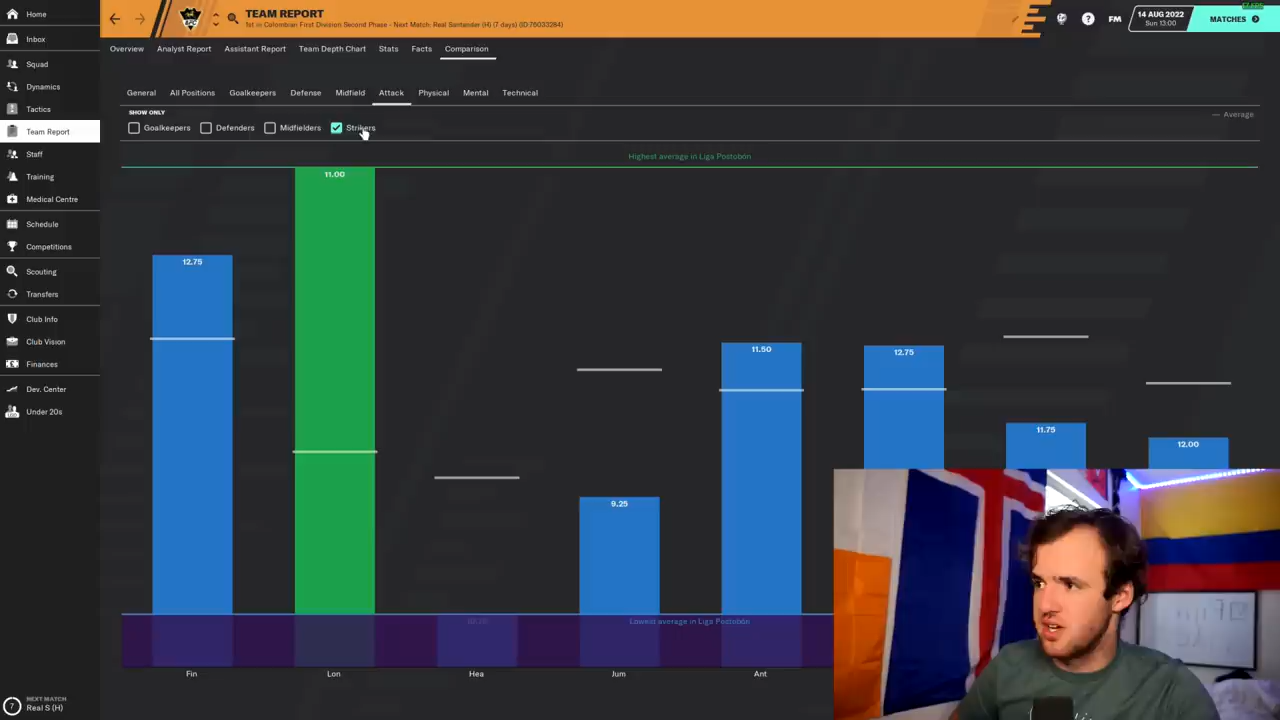 Home
Inbox
Squad
Dynamics
Tactics
Team Report
Staff
Training
Medical Centre
Schedule
Competitions
Scouting
Transfers
Club Info
Club Vision
Finances
Dev. Center
Under 20s
7
NEXT MATCH
Real S (H)
TEAM REPORT
1st in Colombian First Division Second Phase - Next Match: Real Santander (H) (7 days) (ID:76033284)
?
FM
14 AUG 2022
Sun 13:00
MATCHES
Overview
Analyst Report
Assistant Report
Team Depth Chart
Stats
Facts
Comparison
General
All Positions
Goalkeepers
Defense
Midfield
Attack
Physical
Mental
Technical
SHOW ONLY
Goalkeepers
Defenders
Midfielders
Strikers
Average
Highest average in Liga Postobón
12.75
11.00
9.25
11.50
12.75
11.75
12.00
Lowest average in Liga Postobón
Fin
Lon
Hea
Jum
Ant